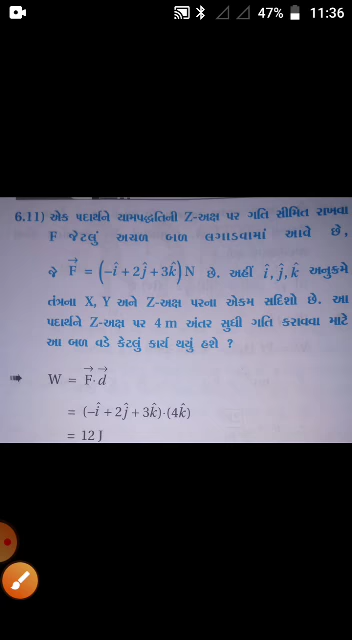 47% 11:36
6.11) એક પદાર્થને યામપદ્ધતિની Z-અક્ષ પર ગતિ સીમિત રાખવા
F જેટલું અચળ બળ લગાડવામાં આવે છે,
જે F⃗ = (−î + 2ĵ + 3k̂) N છે. અહીં î, ĵ, k̂ અનુક્રમે
તંત્રના X, Y અને Z-અક્ષ પરના એકમ સદિશો છે. આ
પદાર્થને Z-અક્ષ પર 4 m અંતર સુધી ગતિ કરાવવા માટે
આ બળ વડે કેટલું કાર્ય થયું હશે ?
➠ W = F⃗·d⃗
= (−î + 2ĵ + 3k̂)·(4k̂)
= 12 J